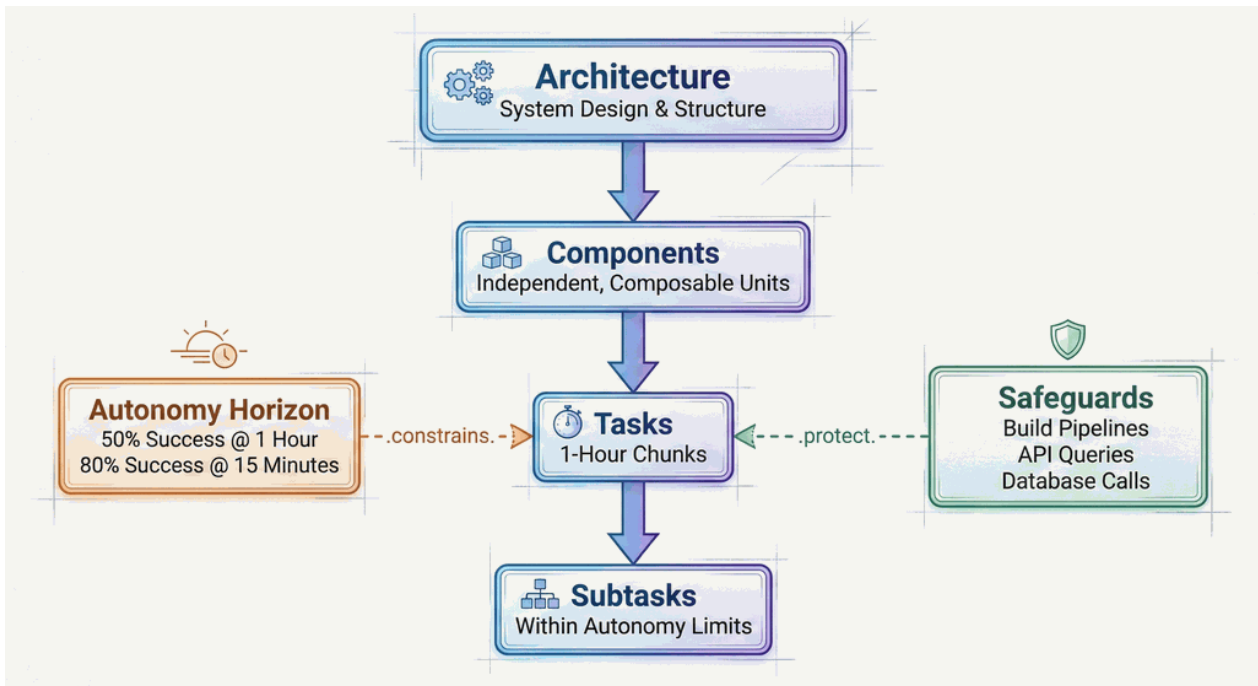 Architecture
System Design & Structure
Components
Independent, Composable Units
Autonomy Horizon
50% Success @ 1 Hour
80% Success @ 15 Minutes
.constrains.
Tasks
1-Hour Chunks
.protect.
Safeguards
Build Pipelines
API Queries
Database Calls
Subtasks
Within Autonomy Limits